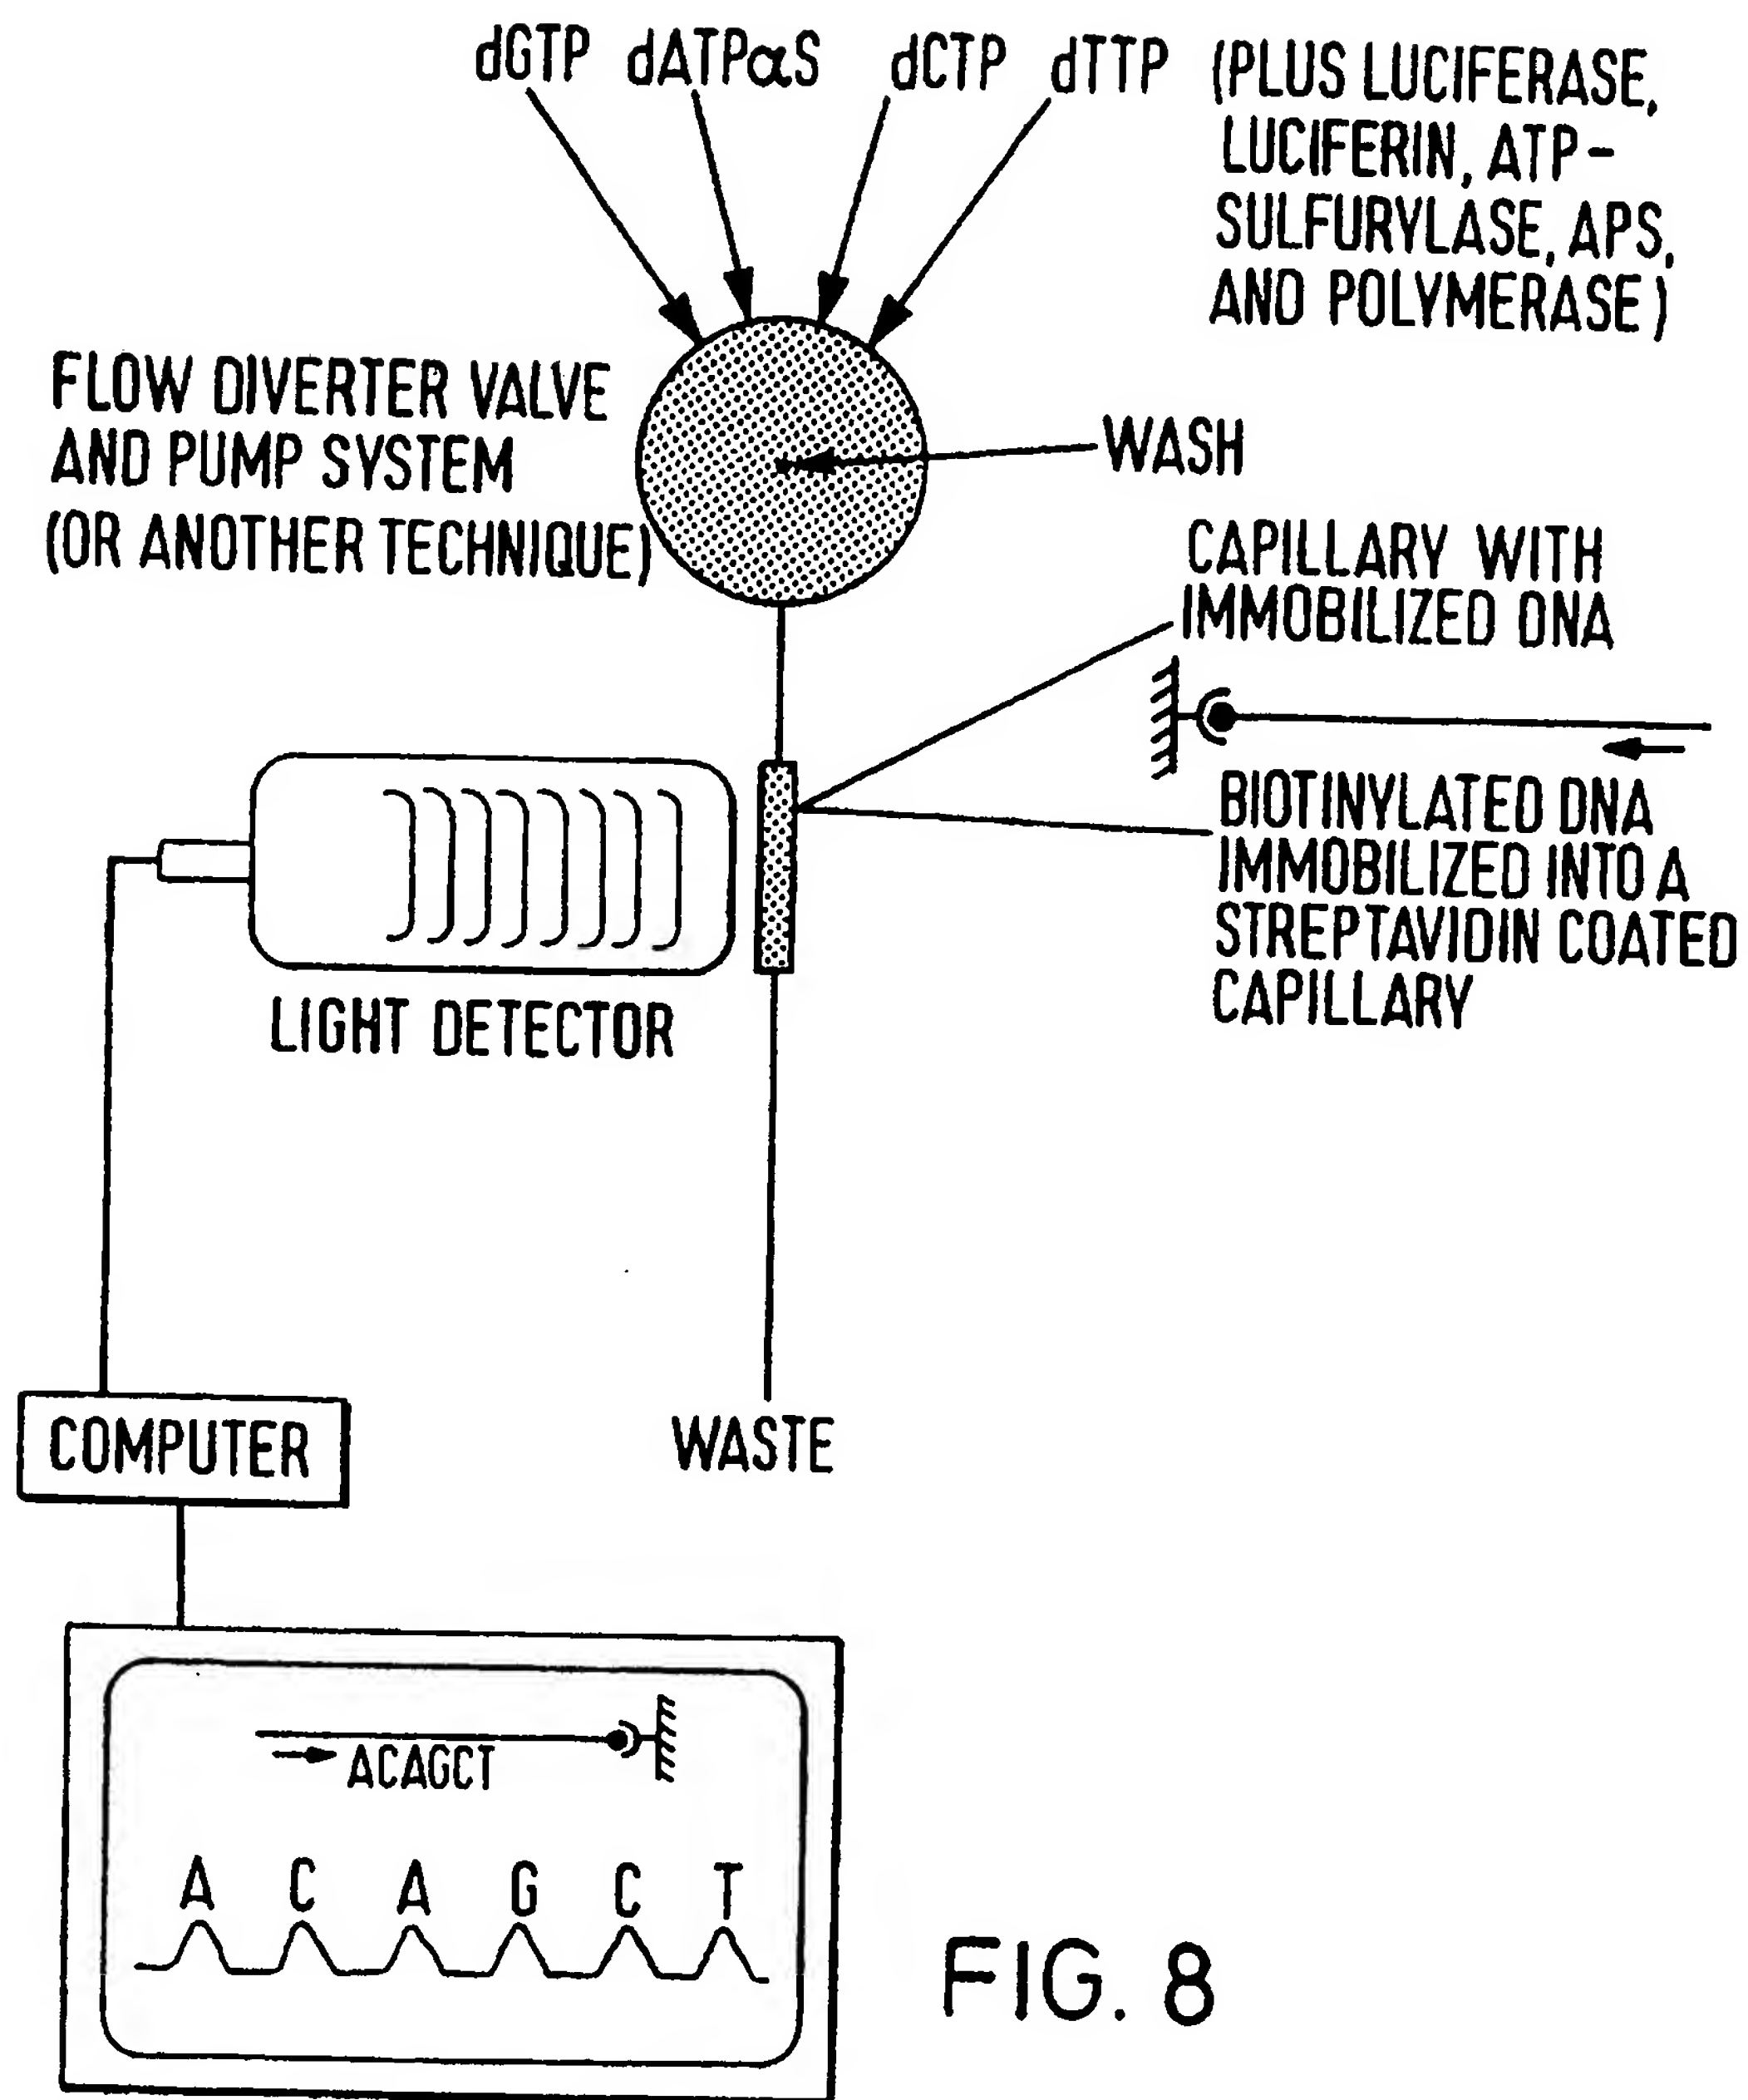 dGTP dATPαS dCTP dTTP (PLUS LUCIFERASE,
LUCIFERIN, ATP-
SULFURYLASE, APS,
AND POLYMERASE)
FLOW DIVERTER VALVE
AND PUMP SYSTEM
(OR ANOTHER TECHNIQUE)
WASH
CAPILLARY WITH
IMMOBILIZED DNA
BIOTINYLATED DNA
IMMOBILIZED INTO A
STREPTAVIDIN COATED
CAPILLARY
LIGHT DETECTOR
COMPUTER
WASTE
ACAGCT
A C A G C T
FIG. 8